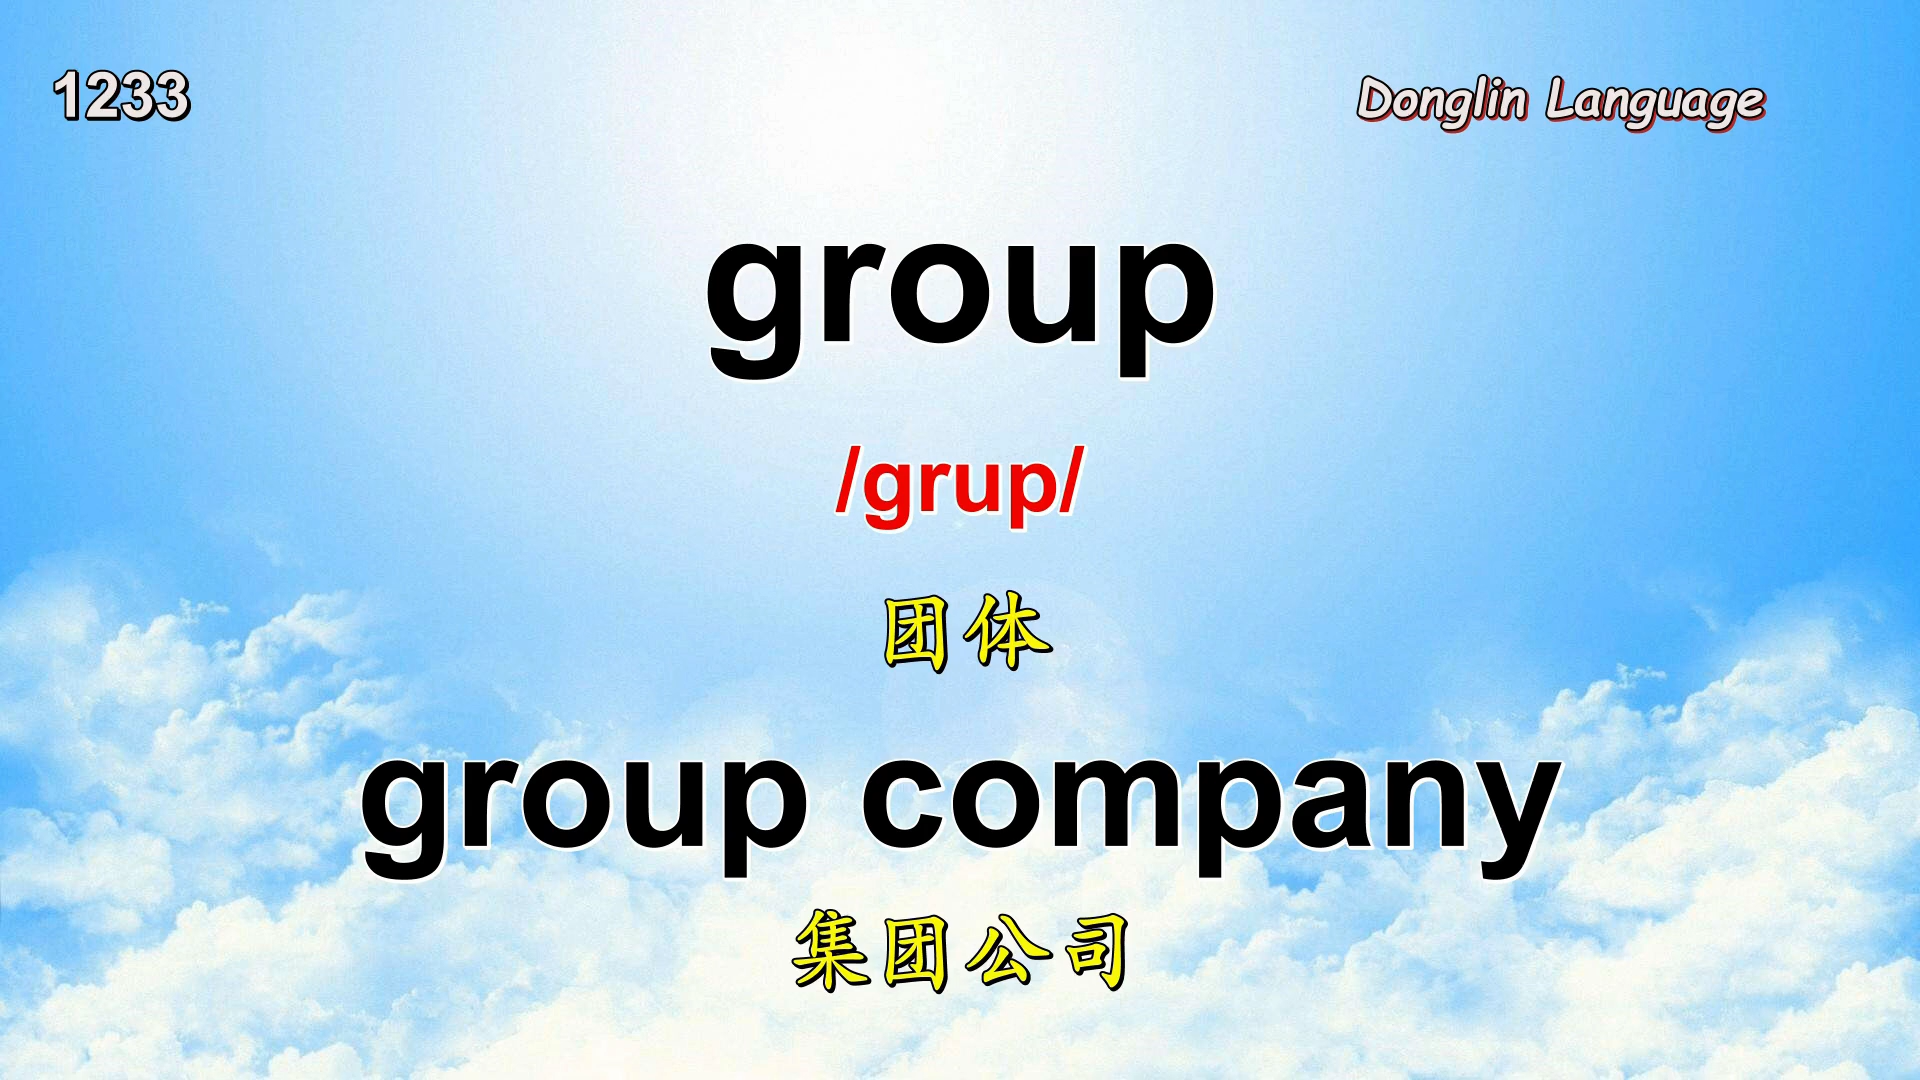 1233
Donglin Language
group
/grup/
团体
group company
集团公司